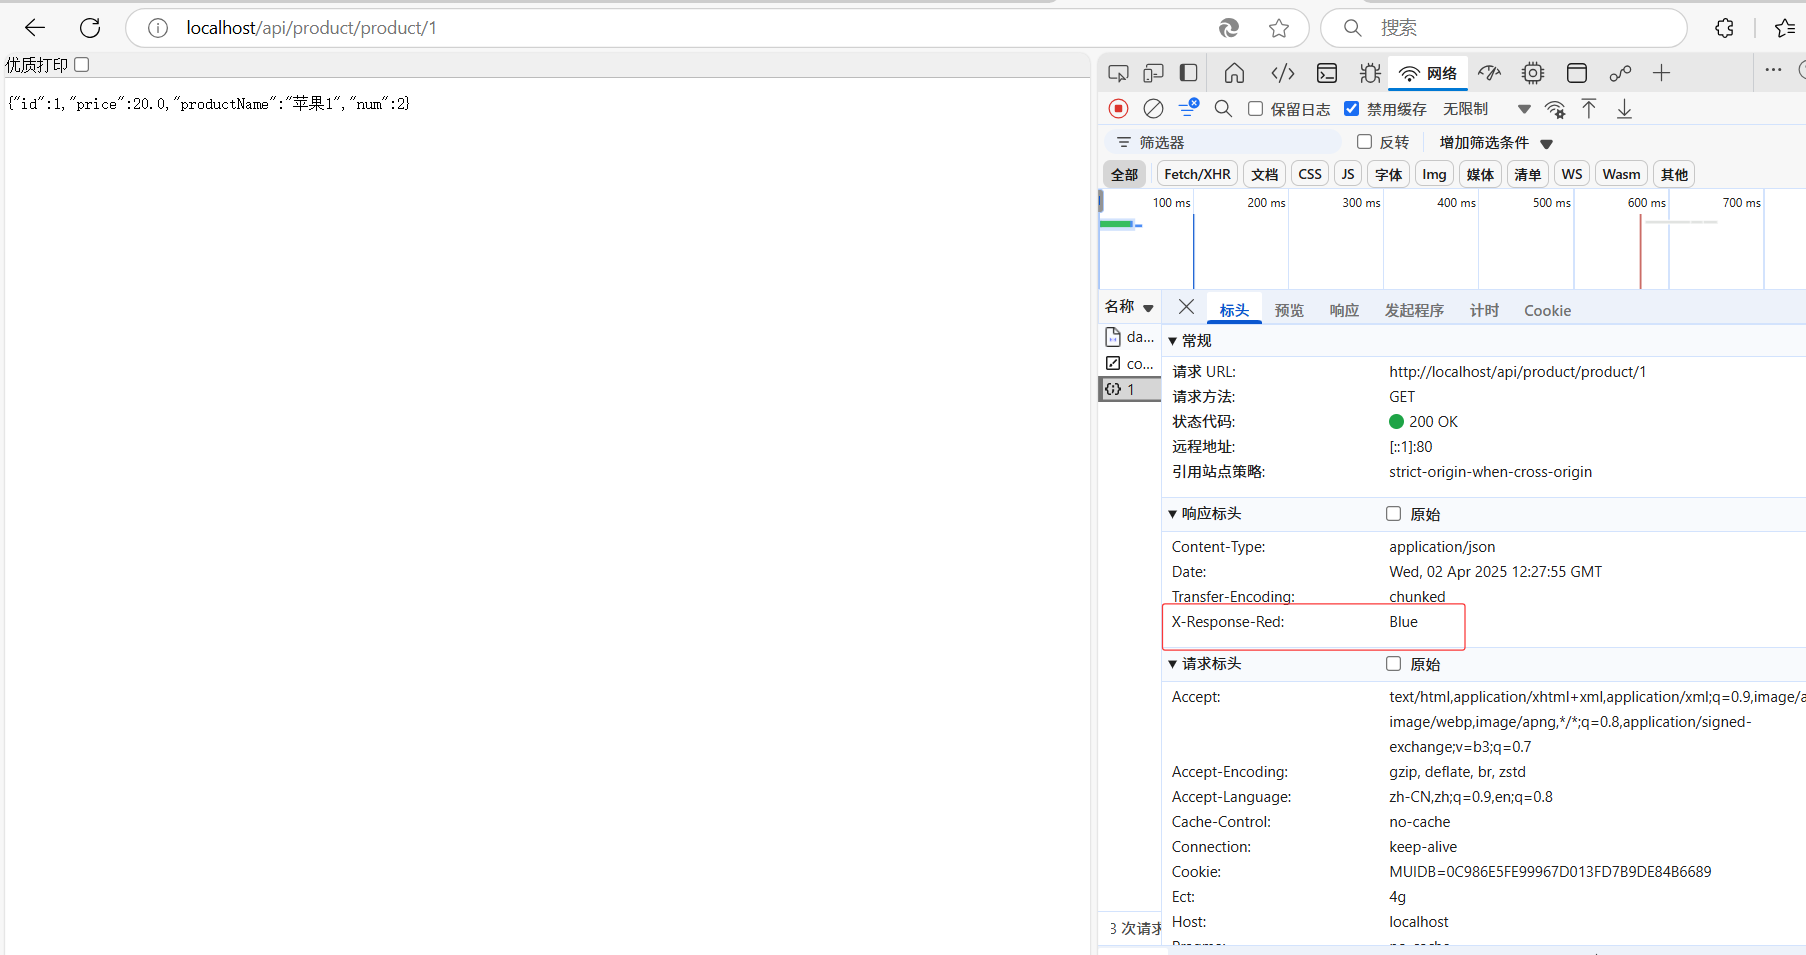 localhost/api/product/product/1
搜索
优质打印
{"id":1,"price":20.0,"productName":"苹果1","num":2}
网络
保留日志 禁用缓存 无限制
筛选器 反转 增加筛选条件
全部 Fetch/XHR 文档 CSS JS 字体 Img 媒体 清单 WS Wasm 其他
100 ms 200 ms 300 ms 400 ms 500 ms 600 ms 700 ms
名称 标头 预览 响应 发起程序 计时 Cookie
da...
co...
1
常规
请求 URL: http://localhost/api/product/product/1
请求方法: GET
状态代码: 200 OK
远程地址: [::1]:80
引用站点策略: strict-origin-when-cross-origin
响应标头 原始
Content-Type: application/json
Date: Wed, 02 Apr 2025 12:27:55 GMT
Transfer-Encoding: chunked
X-Response-Red: Blue
请求标头 原始
Accept: text/html,application/xhtml+xml,application/xml;q=0.9,image/a
image/webp,image/apng,*/*;q=0.8,application/signed-
exchange;v=b3;q=0.7
Accept-Encoding: gzip, deflate, br, zstd
Accept-Language: zh-CN,zh;q=0.9,en;q=0.8
Cache-Control: no-cache
Connection: keep-alive
Cookie: MUIDB=0C986E5FE99967D013FD7B9DE84B6689
Ect: 4g
Host: localhost
Pragma: no-cache
3 次请求